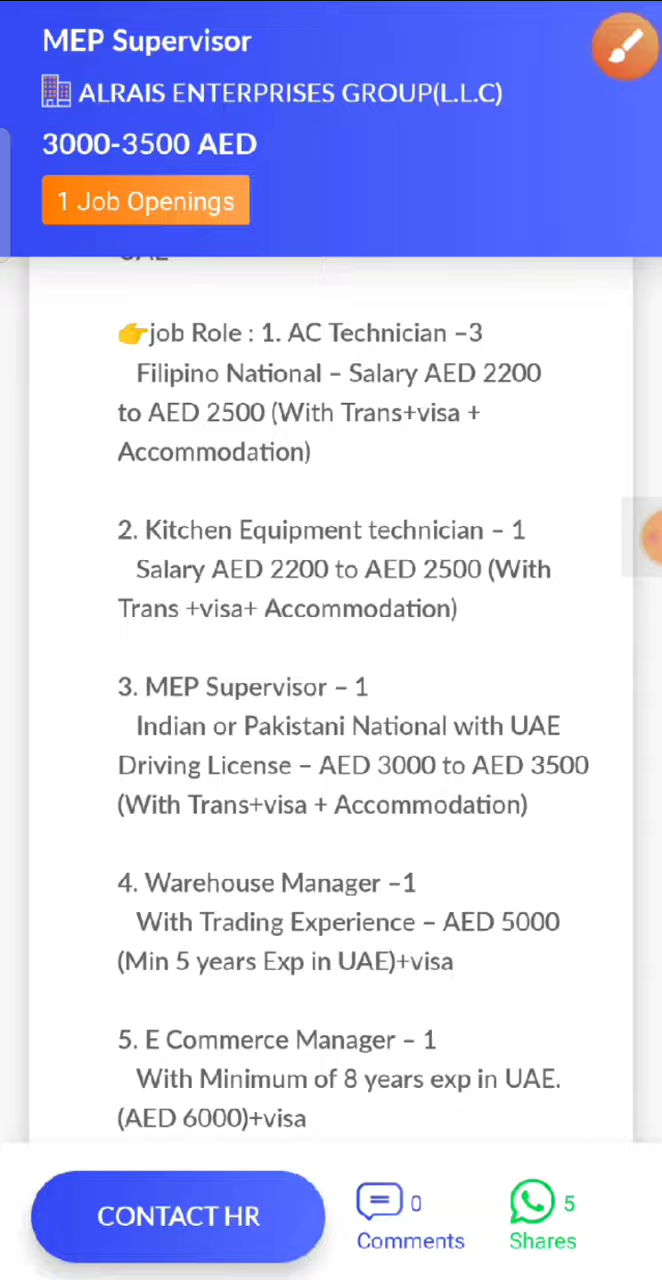 MEP Supervisor
ALRAIS ENTERPRISES GROUP(L.L.C)
3000-3500 AED
1 Job Openings
👉job Role : 1. AC Technician –3
Filipino National – Salary AED 2200
to AED 2500 (With Trans+visa +
Accommodation)
2. Kitchen Equipment technician – 1
Salary AED 2200 to AED 2500 (With
Trans +visa+ Accommodation)
3. MEP Supervisor – 1
Indian or Pakistani National with UAE
Driving License – AED 3000 to AED 3500
(With Trans+visa + Accommodation)
4. Warehouse Manager –1
With Trading Experience – AED 5000
(Min 5 years Exp in UAE)+visa
5. E Commerce Manager – 1
With Minimum of 8 years exp in UAE.
(AED 6000)+visa
CONTACT HR
0
Comments
5
Shares